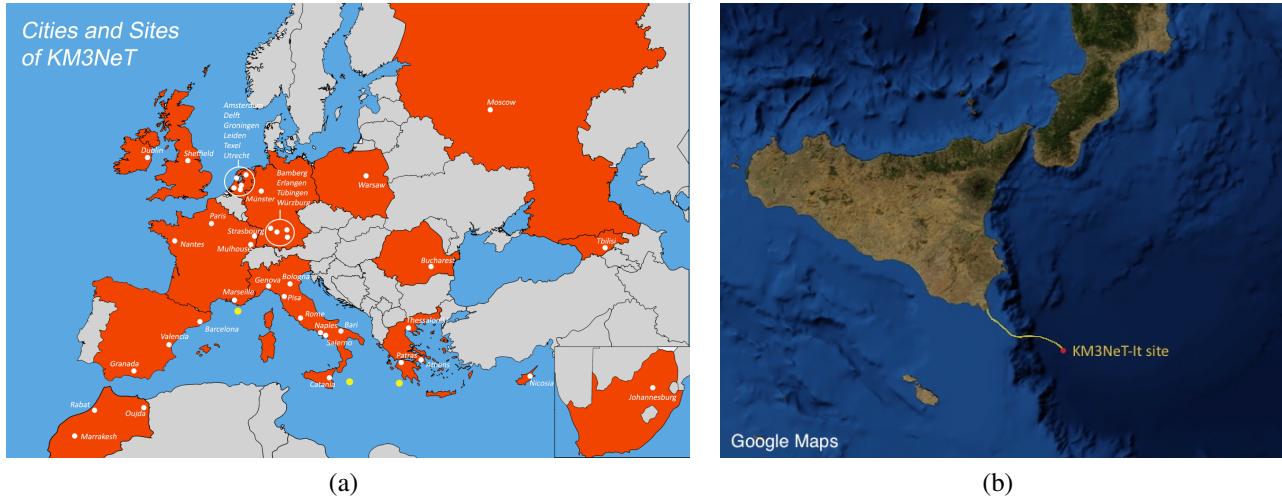 Cities and Sites
of KM3NeT
Amsterdam
Delft
Groningen
Leiden
Texel
Utrecht
Moscow
Dublin
Sheffield
Bamberg
Erlangen
Tübingen
Würzburg
Münster
Warsaw
Paris
Strasbourg
Nantes
Mulhouse
Tbilisi
Bucharest
Genova
Bologna
Marseille
Pisa
Rome
Naples
Bari
Salerno
Thessaloniki
Barcelona
Valencia
Granada
Patras
Athens
Catania
Nicosia
Rabat
Oujda
Marrakesh
Johannesburg
(a)
KM3NeT-It site
Google Maps
(b)